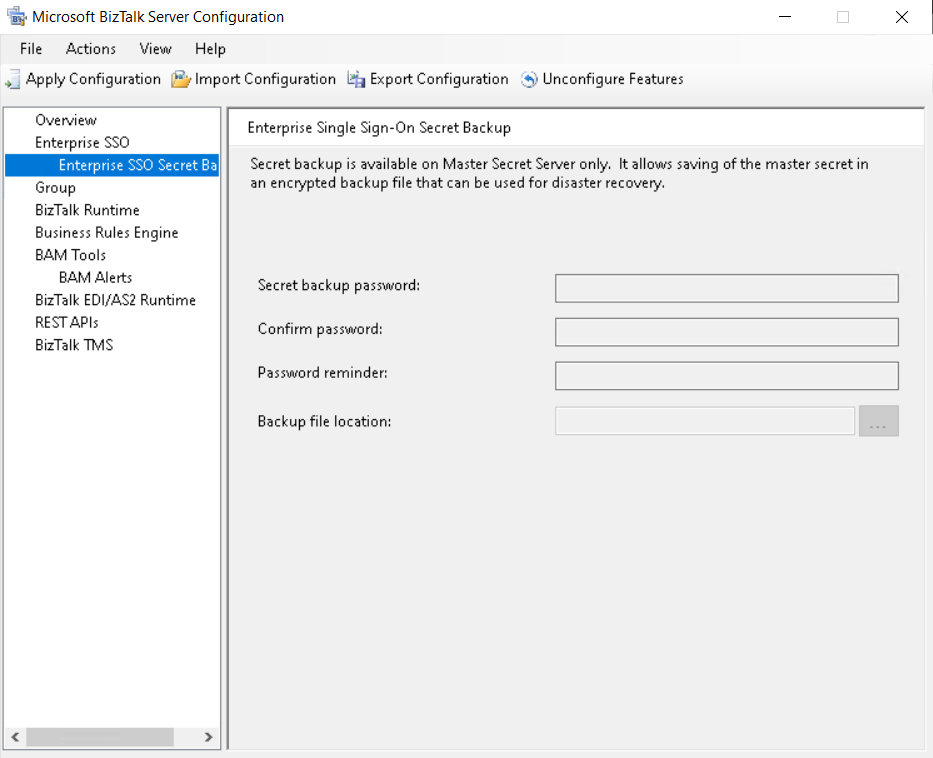 Microsoft BizTalk Server Configuration
File Actions View Help
Apply Configuration Import Configuration Export Configuration Unconfigure Features
Overview
Enterprise SSO
Enterprise SSO Secret Ba
Group
BizTalk Runtime
Business Rules Engine
BAM Tools
BAM Alerts
BizTalk EDI/AS2 Runtime
REST APIs
BizTalk TMS
Enterprise Single Sign-On Secret Backup
Secret backup is available on Master Secret Server only. It allows saving of the master secret in
an encrypted backup file that can be used for disaster recovery.
Secret backup password:
Confirm password:
Password reminder:
Backup file location:
...